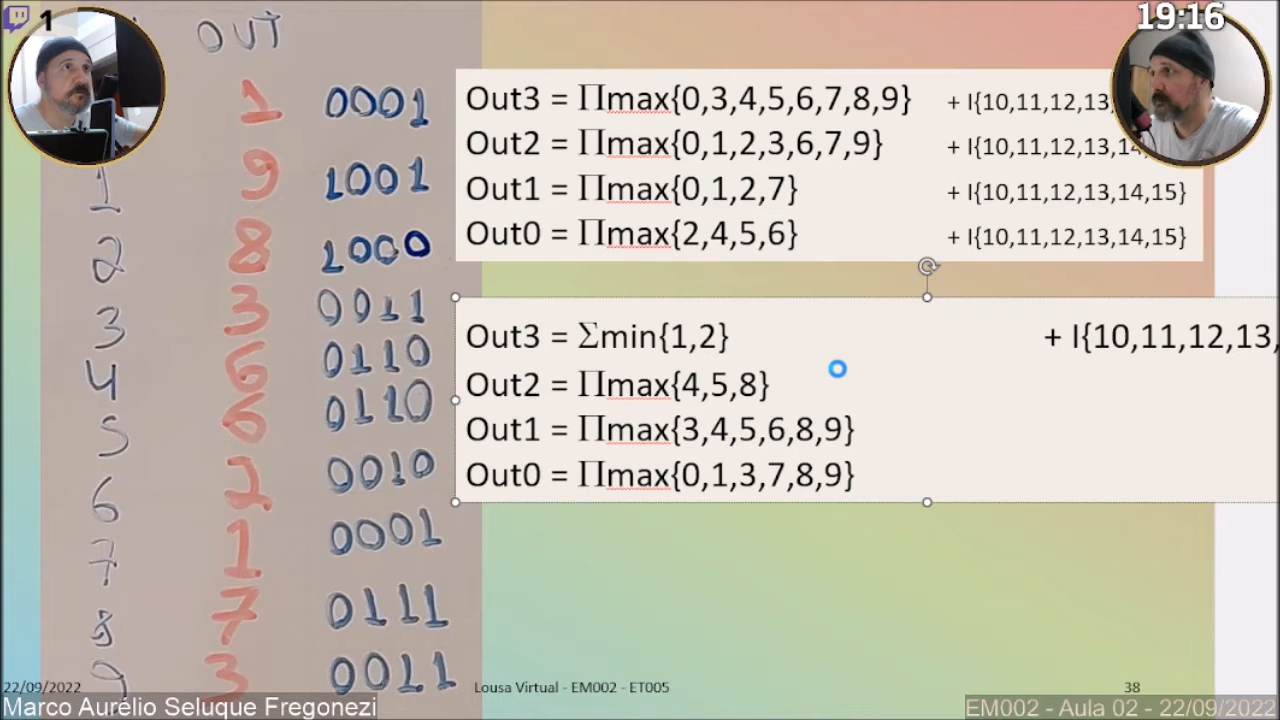 1
19:16
OUT
1 0001
1 9 1001
2 8 1000
3 3 0011
4 6 0110
5 6 0110
6 2 0010
7 1 0001
8 7 0111
9 3 0011
Out3 = Πmax{0,3,4,5,6,7,8,9} + I{10,11,12,13
Out2 = Πmax{0,1,2,3,6,7,9} + I{10,11,12,13,14,
Out1 = Πmax{0,1,2,7} + I{10,11,12,13,14,15}
Out0 = Πmax{2,4,5,6} + I{10,11,12,13,14,15}
Out3 = Σmin{1,2} + I{10,11,12,13,
Out2 = Πmax{4,5,8}
Out1 = Πmax{3,4,5,6,8,9}
Out0 = Πmax{0,1,3,7,8,9}
22/09/2022 Lousa Virtual - EM002 - ET005 38
Marco Aurélio Seluque Fregonezi EM002 - Aula 02 - 22/09/2022